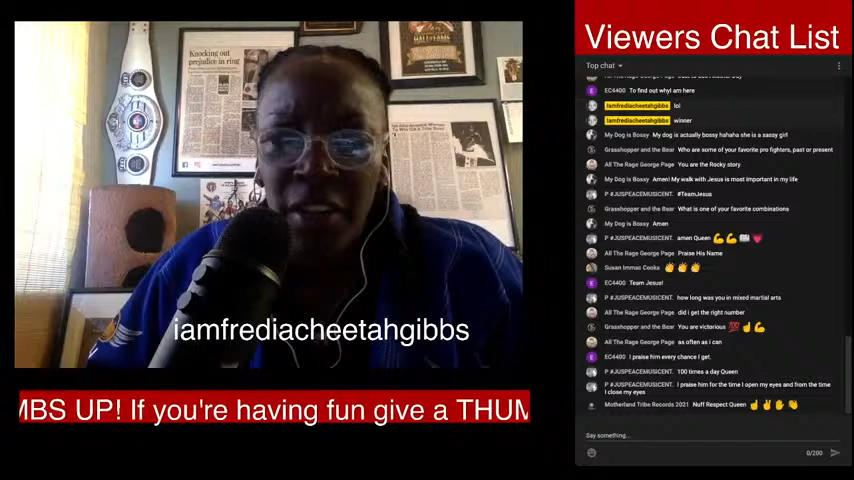 Viewers Chat List
Top chat
EC4400 To find out whyI am here
Iamfrediacheetahgibbs lol
Iamfrediacheetahgibbs winner
My Dog is Bossy My dog is actually bossy hahaha she is a sassy girl
Grasshopper and the Bear Who are some of your favorite pro fighters, past or present
All The Rage George Page You are the Rocky story
My Dog is Bossy Amen! My walk with Jesus is most important in my life
P #JUSPEACEMUSICENT. #TeamJesus
Grasshopper and the Bear What is one of your favorite combinations
My Dog is Bossy Amen
P #JUSPEACEMUSICENT. amen Queen 💪💪📖💗
All The Rage George Page Praise His Name
Susan Immac Cooks 👏👏👏
EC4400 Team Jesus!
P #JUSPEACEMUSICENT. how long was you in mixed martial arts
All The Rage George Page did i get the right number
Grasshopper and the Bear You are victorious 💯☝💪
All The Rage George Page as often as i can
EC4400 I praise him every chance I get.
P #JUSPEACEMUSICENT. 100 times a day Queen
P #JUSPEACEMUSICENT. I praise him for the time I open my eyes and from the time
I close my eyes
Motherland Tribe Records 2021 Nuff Respect Queen ☝✌✋👏
Say something...
0/200
Knocking out
prejudice in ring
iamfrediacheetahgibbs
MBS UP! If you're having fun give a THUM